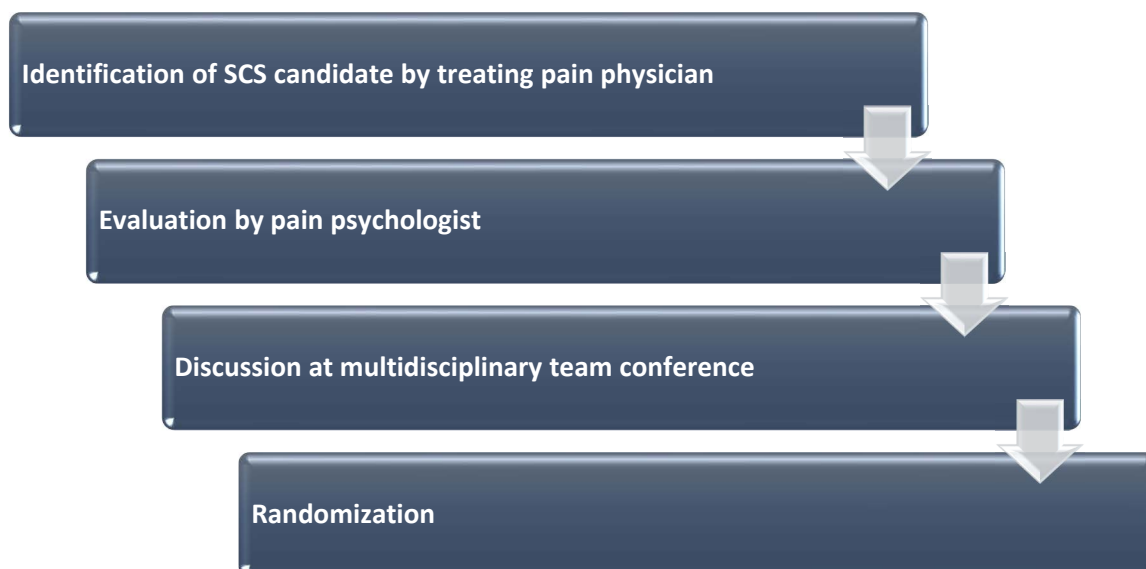 Identification of SCS candidate by treating pain physician
Evaluation by pain psychologist
Discussion at multidisciplinary team conference
Randomization